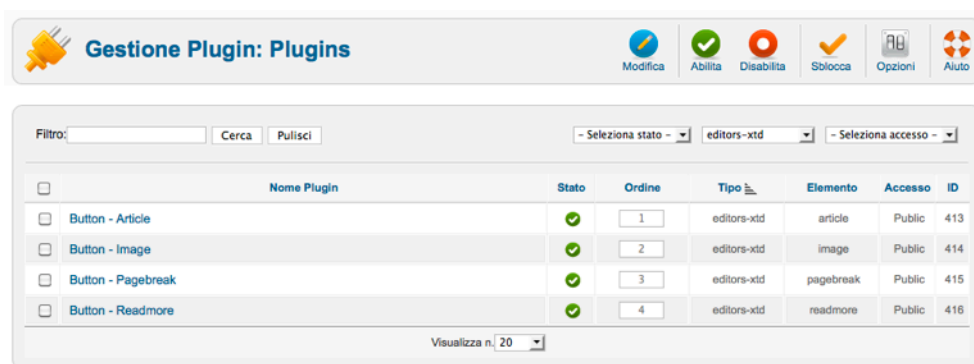 Gestione Plugin: Plugins
Modifica Abilita Disabilita Sblocca Opzioni Aiuto
Filtro: Cerca Pulisci - Seleziona stato - editors-xtd - Seleziona accesso -
Nome Plugin Stato Ordine Tipo Elemento Accesso ID
Button - Article 1 editors-xtd article Public 413
Button - Image 2 editors-xtd image Public 414
Button - Pagebreak 3 editors-xtd pagebreak Public 415
Button - Readmore 4 editors-xtd readmore Public 416
Visualizza n. 20